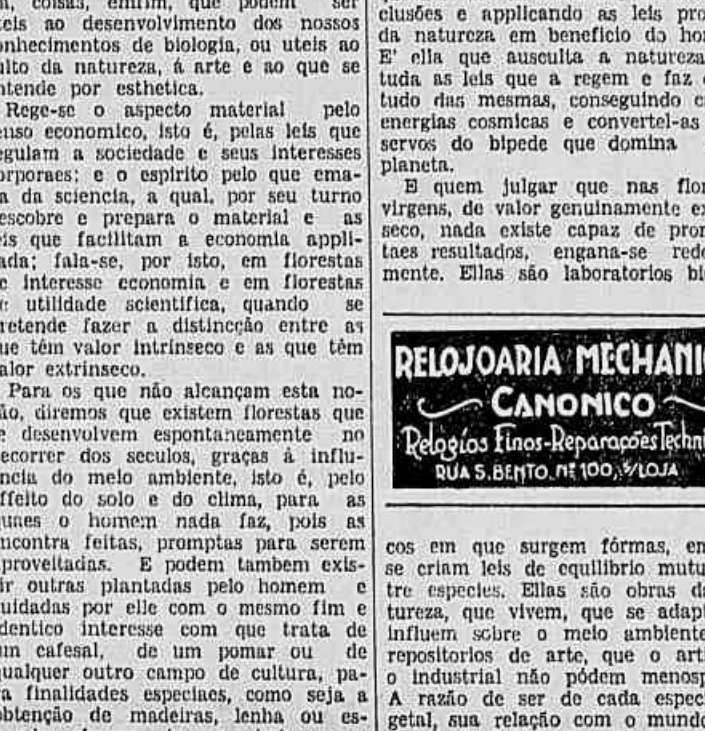 a, coisas, emfim, que podem ser
teis ao desenvolvimento dos nossos
onhecimentos de biologia, ou uteis ao
ulto da natureza, á arte e ao que se
ntende por esthetica.
Rege-se o aspecto material pelo
enso economico, isto é, pelas leis que
egulam a sociedade e seus interesses
orporaes; e o espirito pelo que ema-
a da sciencia, a qual, por seu turno
escobre e prepara o material e as
eis que facilitam a economia appli-
ada; fala-se, por isto, em florestas
e interesse economia e em florestas
e utilidade scientifica, quando se
retende fazer a distincção entre as
ue têm valor intrinseco e as que têm
alor extrinseco.
Para os que não alcançam esta no-
ão, diremos que existem florestas que
e desenvolvem espontaneamente no
ecorrer dos seculos, graças á influ-
ncia do meio ambiente, isto é, pelo
ffeito do solo e do clima, para as
quaes o homem nada faz, pois as
ncontra feitas, promptas para serem
proveitadas. E podem tambem exis-
ir outras plantadas pelo homem e
uidadas por elle com o mesmo fim e
dentico interesse com que trata de
um cafesal, de um pomar ou de
qualquer outro campo de cultura, pa-
ra finalidades especiaes, como seja a
obtenção de madeiras, lenha ou es-
clusões e applicando as leis pro
da natureza em beneficio do hom
E' ella que ausculta a natureza
tuda as leis que a regem e faz
tudo das mesmas, conseguindo c
energias cosmicas e convertel-as
servos do bipede que domina
planeta.
E quem julgar que nas flor
virgens, de valor genuinamente ex
seco, nada existe capaz de pron
taes resultados, engana-se redo
mente. Ellas são laboratorios bi
RELOJOARIA MECHANI
CANONICO
Relogios Finos-Reparações Techni
RUA S. BENTO, Nº 100, s/LOJA
cos em que surgem fórmas, em
se criam leis de equilibrio mutu
tre especies. Ellas são obras da
tureza, que vivem, que se adapt
influem sobre o meio ambiente
repositorios de arte, que o arti
o industrial não pódem menosp
A razão de ser de cada especi
getal, sua relação com o mundo